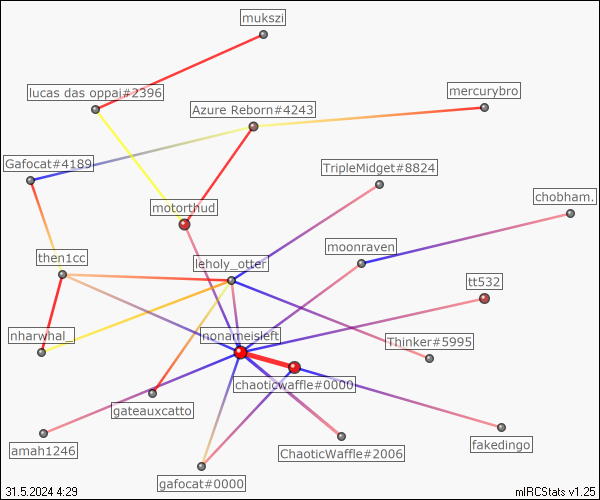 mukszi
lucas das oppai#2396
mercurybro
Azure Reborn#4243
Gafocat#4189
TripleMidget#8824
chobham.
motorthud
moonraven
then1cc
leholy_otter
tt532
nharwhal_
nonameisleft
Thinker#5995
chaoticwaffle#0000
gateauxcatto
amah1246
ChaoticWaffle#2006
fakedingo
gafocat#0000
31.5.2024 4:29
mIRCStats v1.25